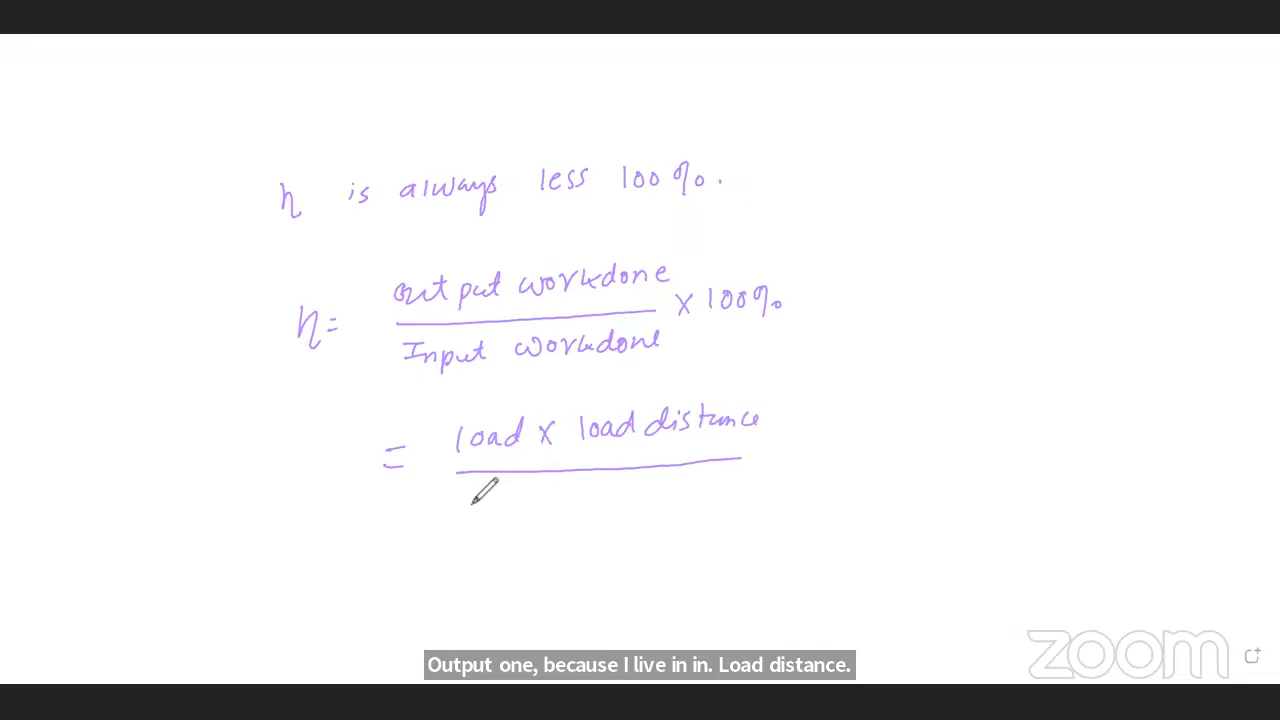 η is always less 100%.
η = output workdone / Input workdone × 100%
= load × load distance
Output one, because I live in in. Load distance.
zoom